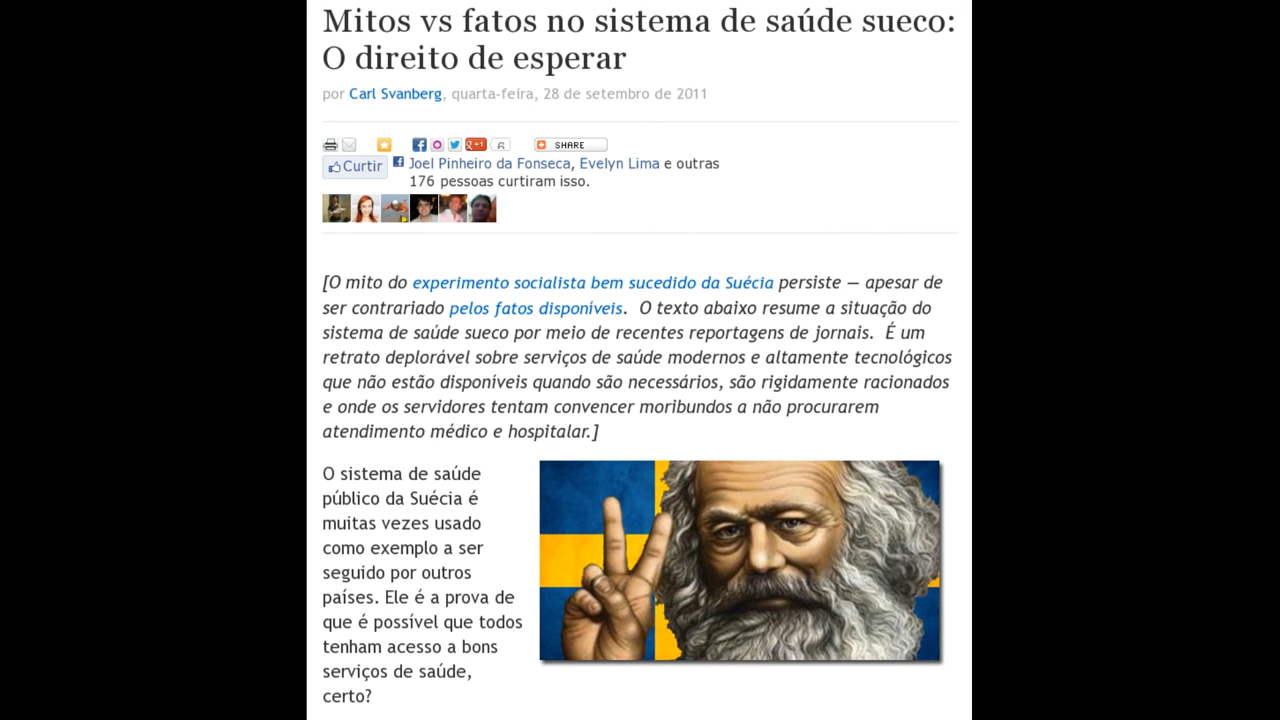 Mitos vs fatos no sistema de saúde sueco:
O direito de esperar
por Carl Svanberg, quarta-feira, 28 de setembro de 2011
g+1 6 SHARE
Curtir Joel Pinheiro da Fonseca, Evelyn Lima e outras
176 pessoas curtiram isso.
[O mito do experimento socialista bem sucedido da Suécia persiste — apesar de
ser contrariado pelos fatos disponíveis. O texto abaixo resume a situação do
sistema de saúde sueco por meio de recentes reportagens de jornais. É um
retrato deplorável sobre serviços de saúde modernos e altamente tecnológicos
que não estão disponíveis quando são necessários, são rigidamente racionados
e onde os servidores tentam convencer moribundos a não procurarem
atendimento médico e hospitalar.]
O sistema de saúde
público da Suécia é
muitas vezes usado
como exemplo a ser
seguido por outros
países. Ele é a prova de
que é possível que todos
tenham acesso a bons
serviços de saúde,
certo?